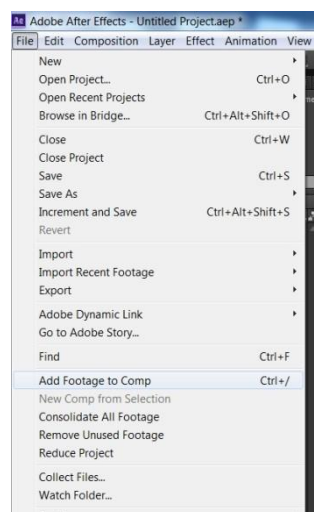 Ae Adobe After Effects - Untitled Project.aep *
File Edit Composition Layer Effect Animation View
New
Open Project... Ctrl+O
Open Recent Projects
Browse in Bridge... Ctrl+Alt+Shift+O
Close Ctrl+W
Close Project
Save Ctrl+S
Save As
Increment and Save Ctrl+Alt+Shift+S
Revert
Import
Import Recent Footage
Export
Adobe Dynamic Link
Go to Adobe Story...
Find Ctrl+F
Add Footage to Comp Ctrl+/
New Comp from Selection
Consolidate All Footage
Remove Unused Footage
Reduce Project
Collect Files...
Watch Folder...